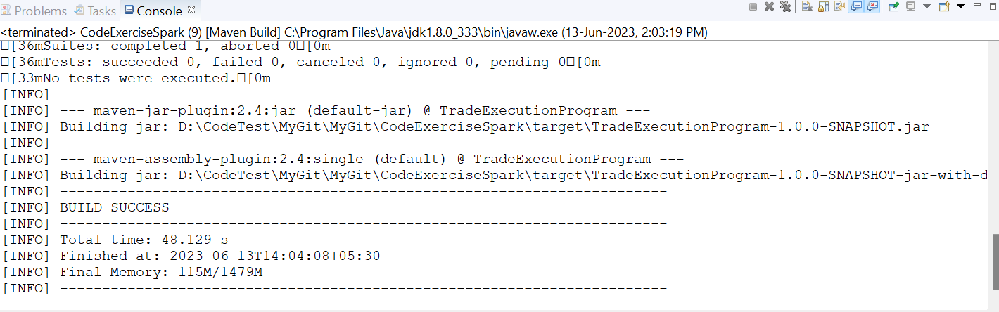 Problems Tasks Console
<terminated> CodeExerciseSpark (9) [Maven Build] C:\Program Files\Java\jdk1.8.0_333\bin\javaw.exe (13-Jun-2023, 2:03:19 PM)
□[36mSuites: completed 1, aborted 0□[0m
□[36mTests: succeeded 0, failed 0, canceled 0, ignored 0, pending 0□[0m
□[33mNo tests were executed.□[0m
[INFO]
[INFO] --- maven-jar-plugin:2.4:jar (default-jar) @ TradeExecutionProgram ---
[INFO] Building jar: D:\CodeTest\MyGit\MyGit\CodeExerciseSpark\target\TradeExecutionProgram-1.0.0-SNAPSHOT.jar
[INFO]
[INFO] --- maven-assembly-plugin:2.4:single (default) @ TradeExecutionProgram ---
[INFO] Building jar: D:\CodeTest\MyGit\MyGit\CodeExerciseSpark\target\TradeExecutionProgram-1.0.0-SNAPSHOT-jar-with-d
[INFO] ------------------------------------------------------------------------
[INFO] BUILD SUCCESS
[INFO] ------------------------------------------------------------------------
[INFO] Total time: 48.129 s
[INFO] Finished at: 2023-06-13T14:04:08+05:30
[INFO] Final Memory: 115M/1479M
[INFO] ------------------------------------------------------------------------